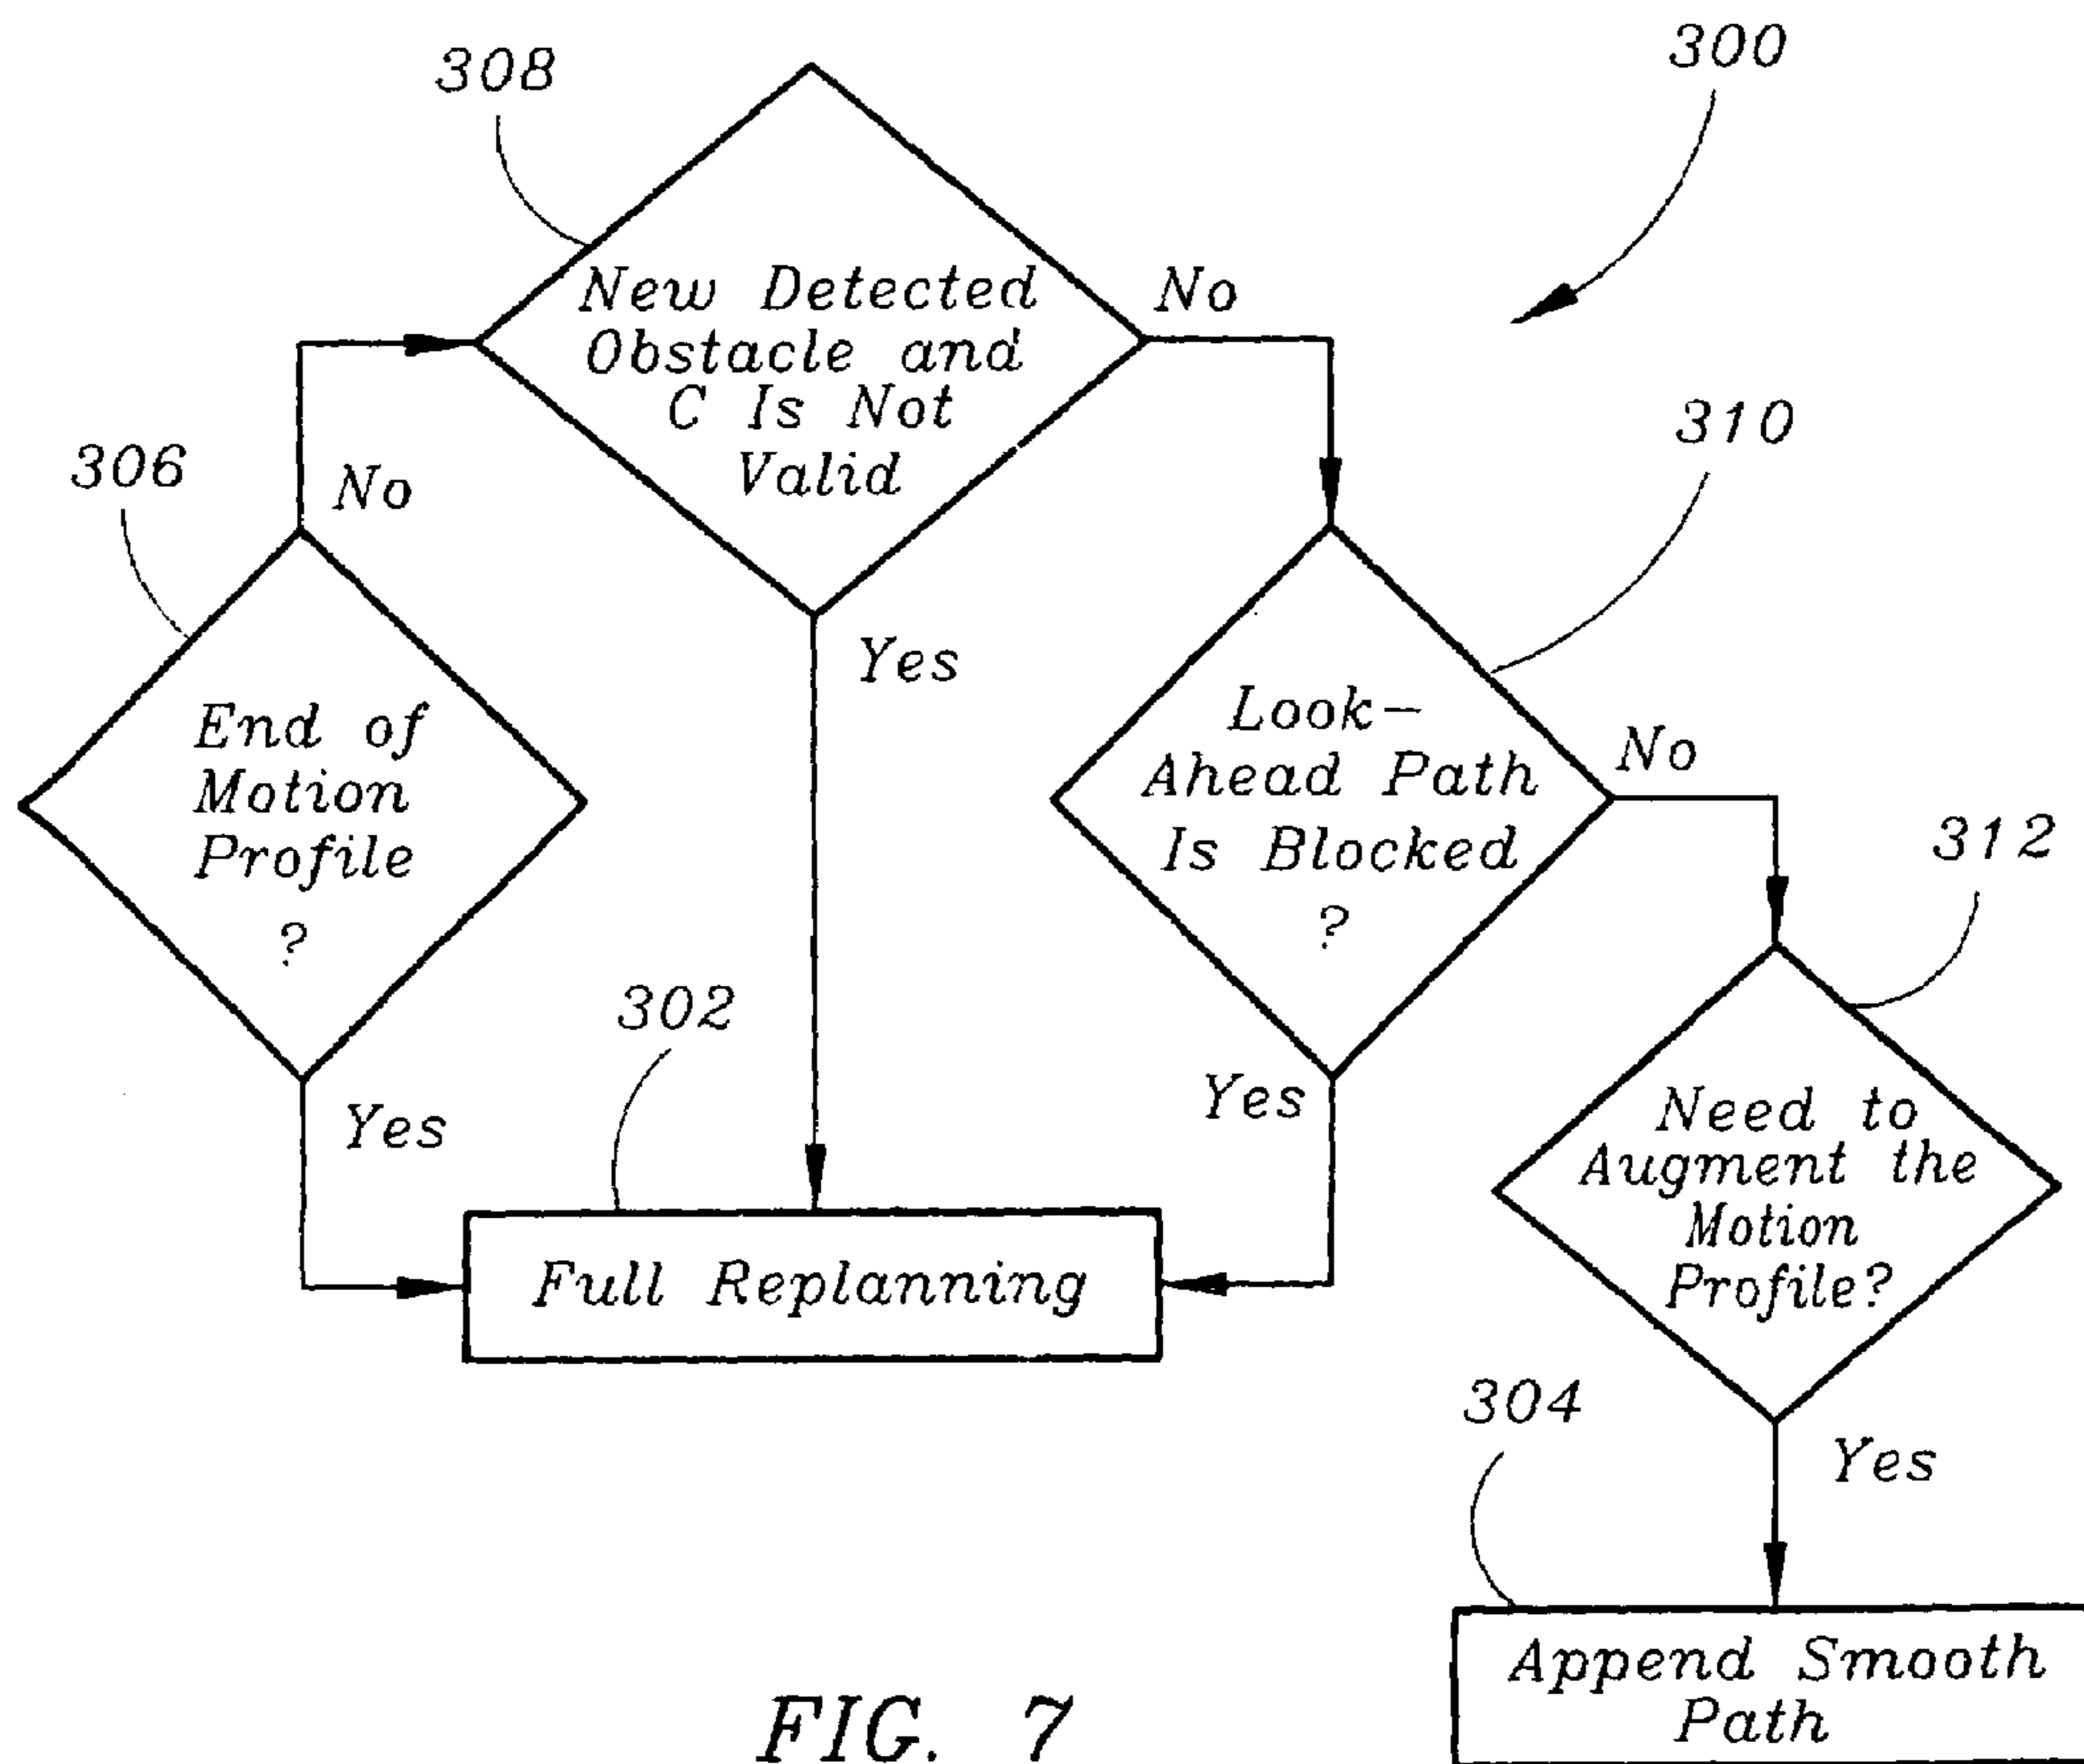 300
308
New Detected
Obstacle and
C Is Not
Valid
No
Yes
306
No
End of
Motion
Profile
?
Yes
310
Look-
Ahead Path
Is Blocked
?
No
Yes
302
Full Replanning
312
Need to
Augment the
Motion
Profile?
Yes
304
Append Smooth
Path
FIG. 7